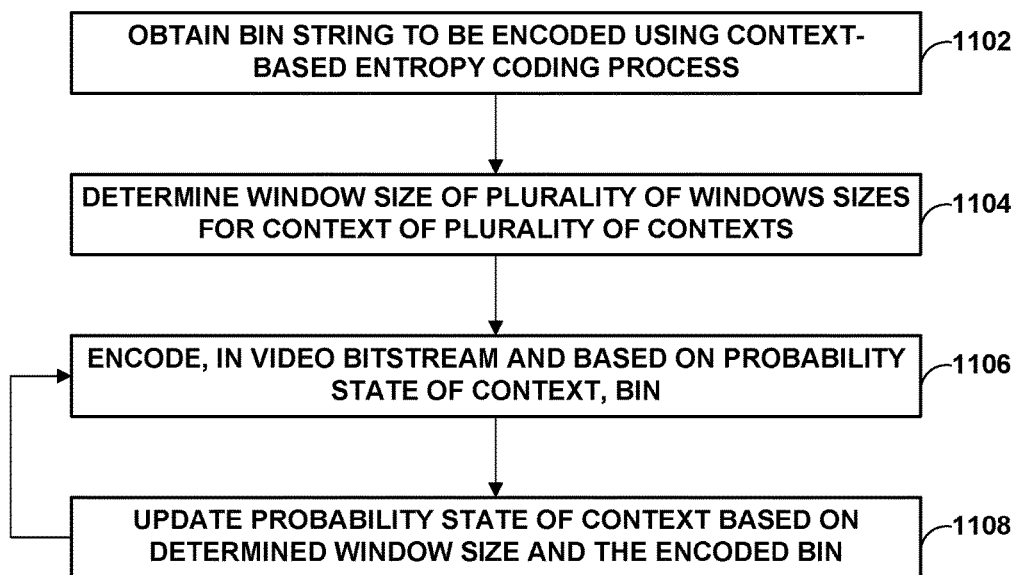 OBTAIN BIN STRING TO BE ENCODED USING CONTEXT-
BASED ENTROPY CODING PROCESS
1102
DETERMINE WINDOW SIZE OF PLURALITY OF WINDOWS SIZES
FOR CONTEXT OF PLURALITY OF CONTEXTS
1104
ENCODE, IN VIDEO BITSTREAM AND BASED ON PROBABILITY
STATE OF CONTEXT, BIN
1106
UPDATE PROBABILITY STATE OF CONTEXT BASED ON
DETERMINED WINDOW SIZE AND THE ENCODED BIN
1108